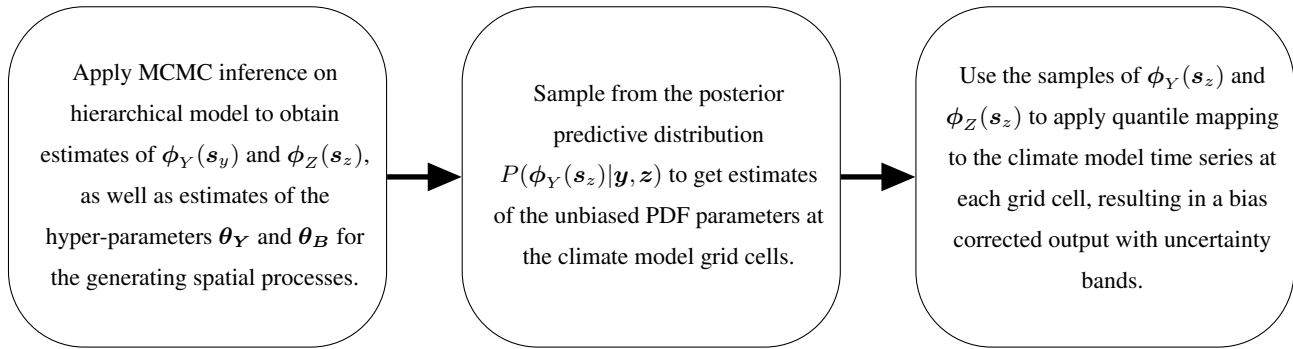 Apply MCMC inference on
hierarchical model to obtain
estimates of ϕ_Y(s_y) and ϕ_Z(s_z),
as well as estimates of the
hyper-parameters θ_Y and θ_B for
the generating spatial processes.
Sample from the posterior
predictive distribution
P(ϕ_Y(s_z)|y, z) to get estimates
of the unbiased PDF parameters at
the climate model grid cells.
Use the samples of ϕ_Y(s_z) and
ϕ_Z(s_z) to apply quantile mapping
to the climate model time series at
each grid cell, resulting in a bias
corrected output with uncertainty
bands.